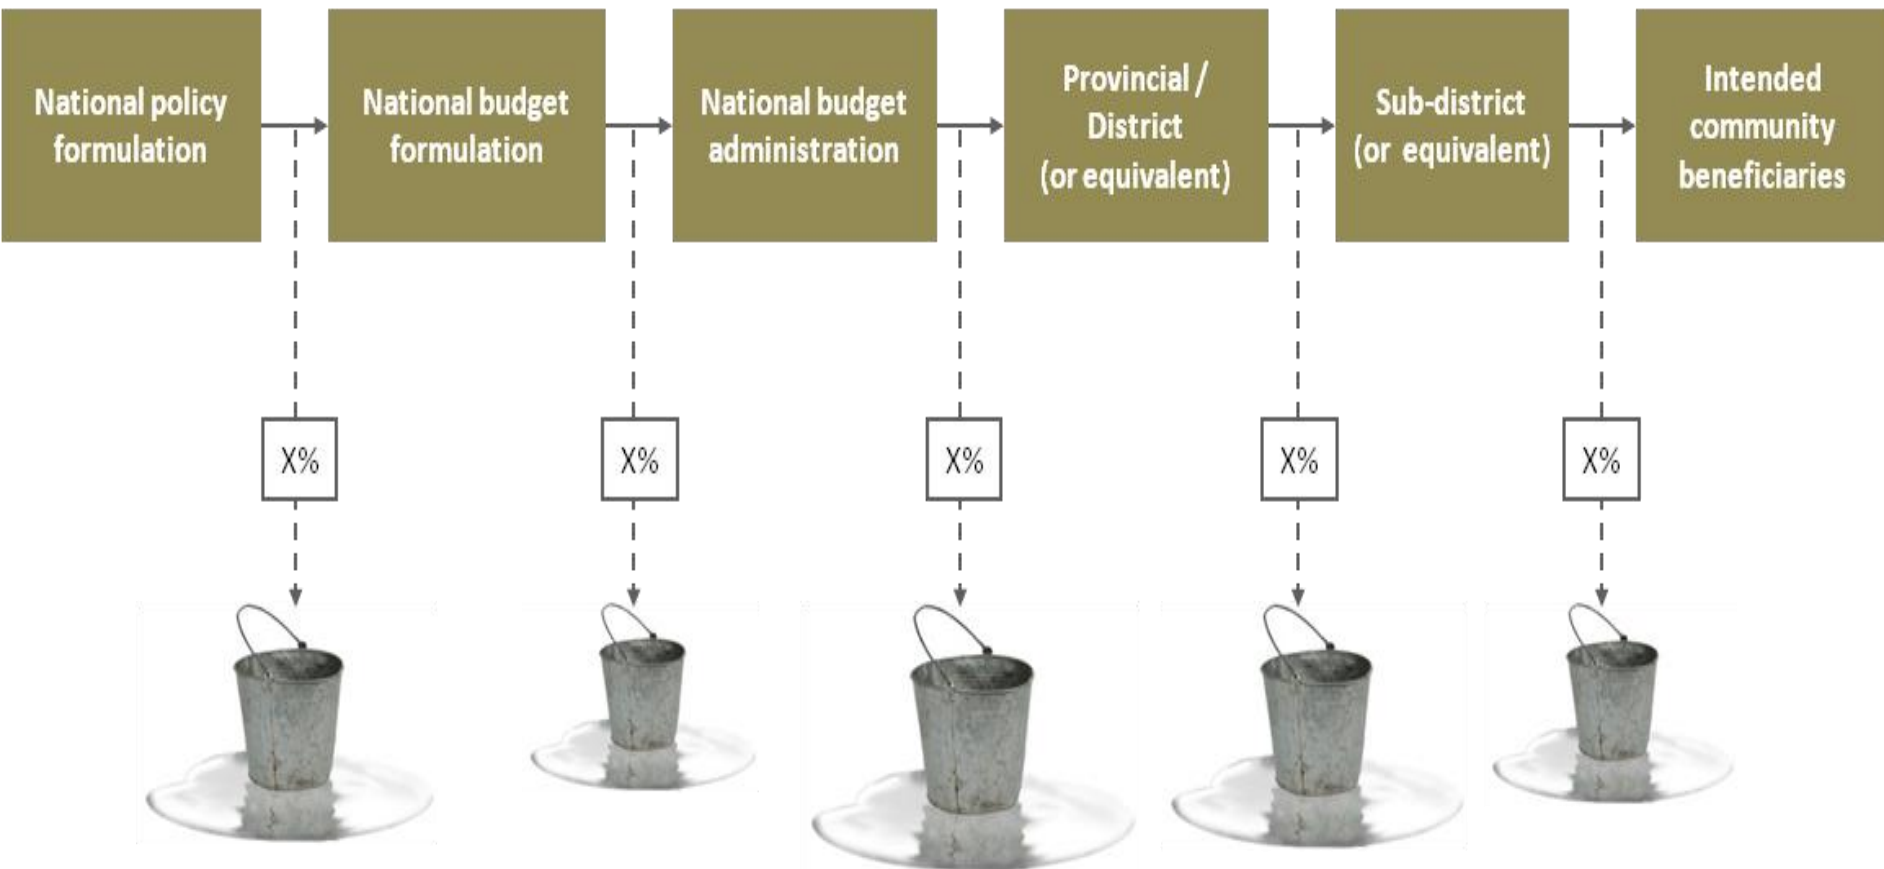 National policy
formulation
National budget
formulation
National budget
administration
Provincial /
District
(or equivalent)
Sub-district
(or equivalent)
Intended
community
beneficiaries
X%
X%
X%
X%
X%